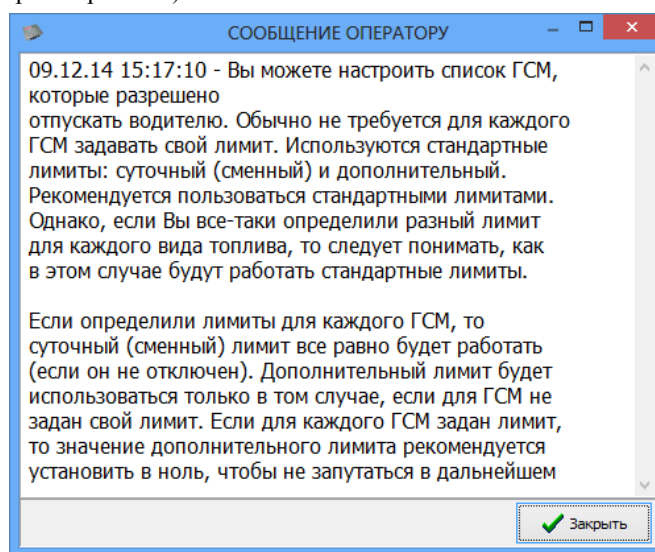 СООБЩЕНИЕ ОПЕРАТОРУ
09.12.14 15:17:10 - Вы можете настроить список ГСМ,
которые разрешено
отпускать водителю. Обычно не требуется для каждого
ГСМ задавать свой лимит. Используются стандартные
лимиты: суточный (сменный) и дополнительный.
Рекомендуется пользоваться стандартными лимитами.
Однако, если Вы все-таки определили разный лимит
для каждого вида топлива, то следует понимать, как
в этом случае будут работать стандартные лимиты.

Если определили лимиты для каждого ГСМ, то
суточный (сменный) лимит все равно будет работать
(если он не отключен). Дополнительный лимит будет
использоваться только в том случае, если для ГСМ не
задан свой лимит. Если для каждого ГСМ задан лимит,
то значение дополнительного лимита рекомендуется
установить в ноль, чтобы не запутаться в дальнейшем
Закрыть